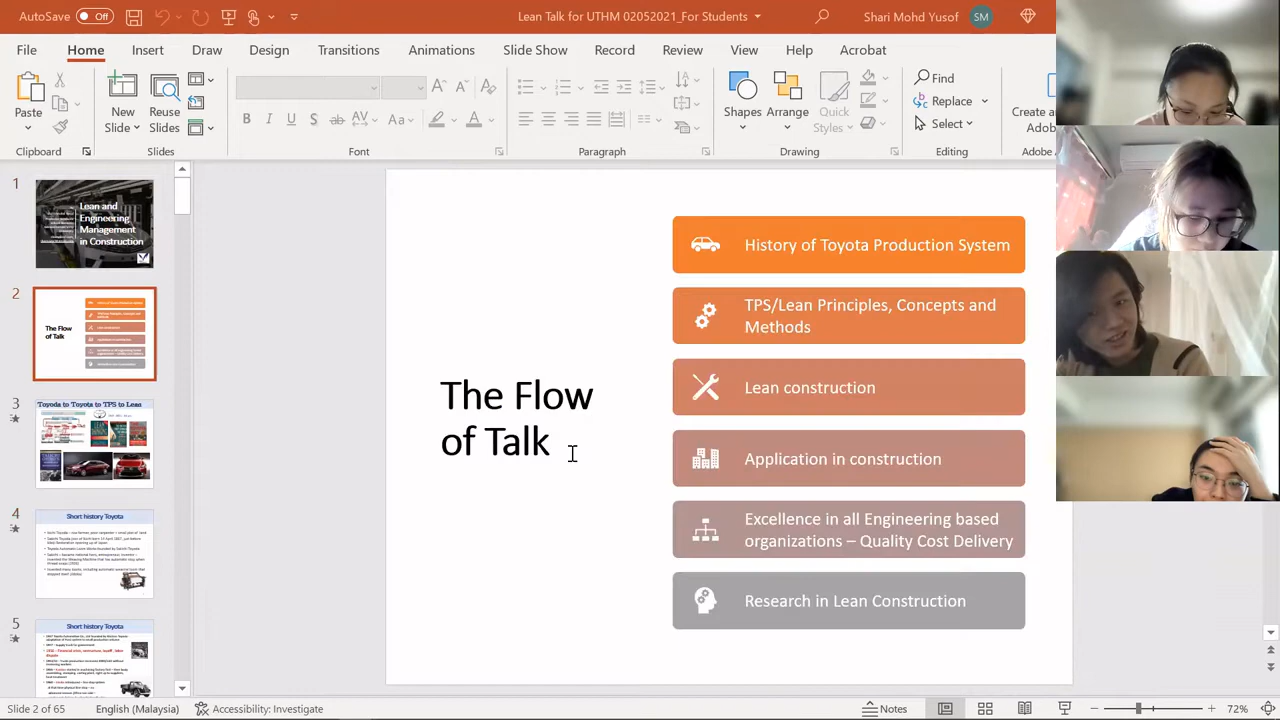 AutoSave Off
Lean Talk for UTHM 02052021_For Students
Shari Mohd Yusof SM
File Home Insert Draw Design Transitions Animations Slide Show Record Review View Help Acrobat
Paste
New Slide
Reuse Slides
Aa
Shapes
Arrange
Quick Styles
Find
Replace
Select
Create a
Adob
Clipboard
Slides
Font
Paragraph
Drawing
Editing
Adobe A
1
Lean and
Engineering
Management
in Construction
2
The Flow
of Talk
3
Toyoda to Toyota to TPS to Lean
4
Short history Toyota
5
Short history Toyota
The Flow
of Talk
History of Toyota Production System
TPS/Lean Principles, Concepts and
Methods
Lean construction
Application in construction
Excellence in all Engineering based
organizations – Quality Cost Delivery
Research in Lean Construction
Slide 2 of 65
English (Malaysia)
Accessibility: Investigate
Notes
72%